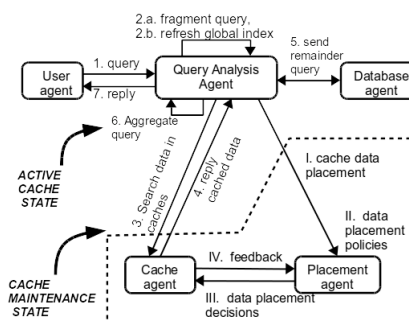 2.a. fragment query,
2.b. refresh global index
1. query
5. send
remainder
query
User
agent
Query Analysis
Agent
Database
agent
7. reply
6. Aggregate
query
ACTIVE
CACHE
STATE
3. Search data in
caches
4. reply
cached data
I. cache data
placement
II. data
placement
policies
CACHE
MAINTENANCE
STATE
Cache
agent
IV. feedback
Placement
agent
III. data placement
decisions